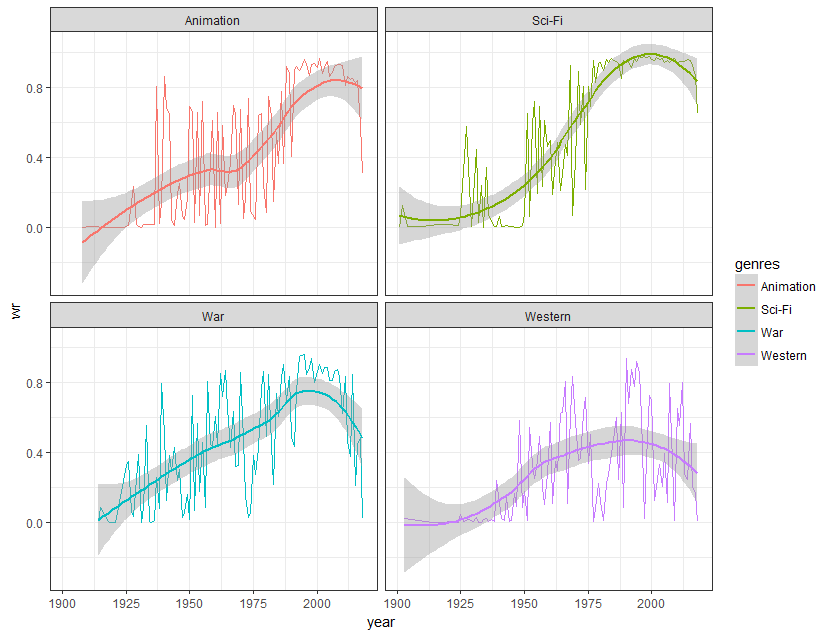 Animation
Sci-Fi
0.8
0.4
0.0
War
Western
0.8
0.4
0.0
1900
1925
1950
1975
2000
1900
1925
1950
1975
2000
year
wr
genres
Animation
Sci-Fi
War
Western